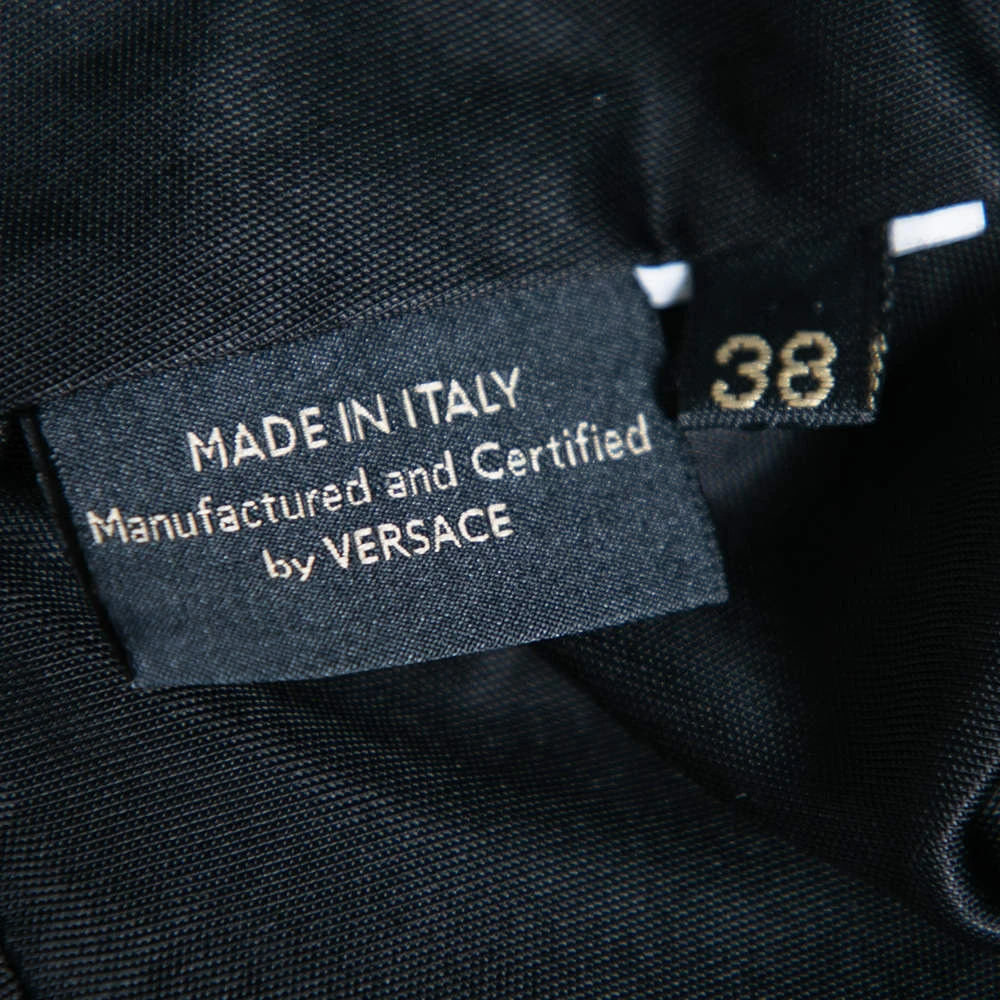 MADE IN ITALY
Manufactured and Certified
by VERSACE
38